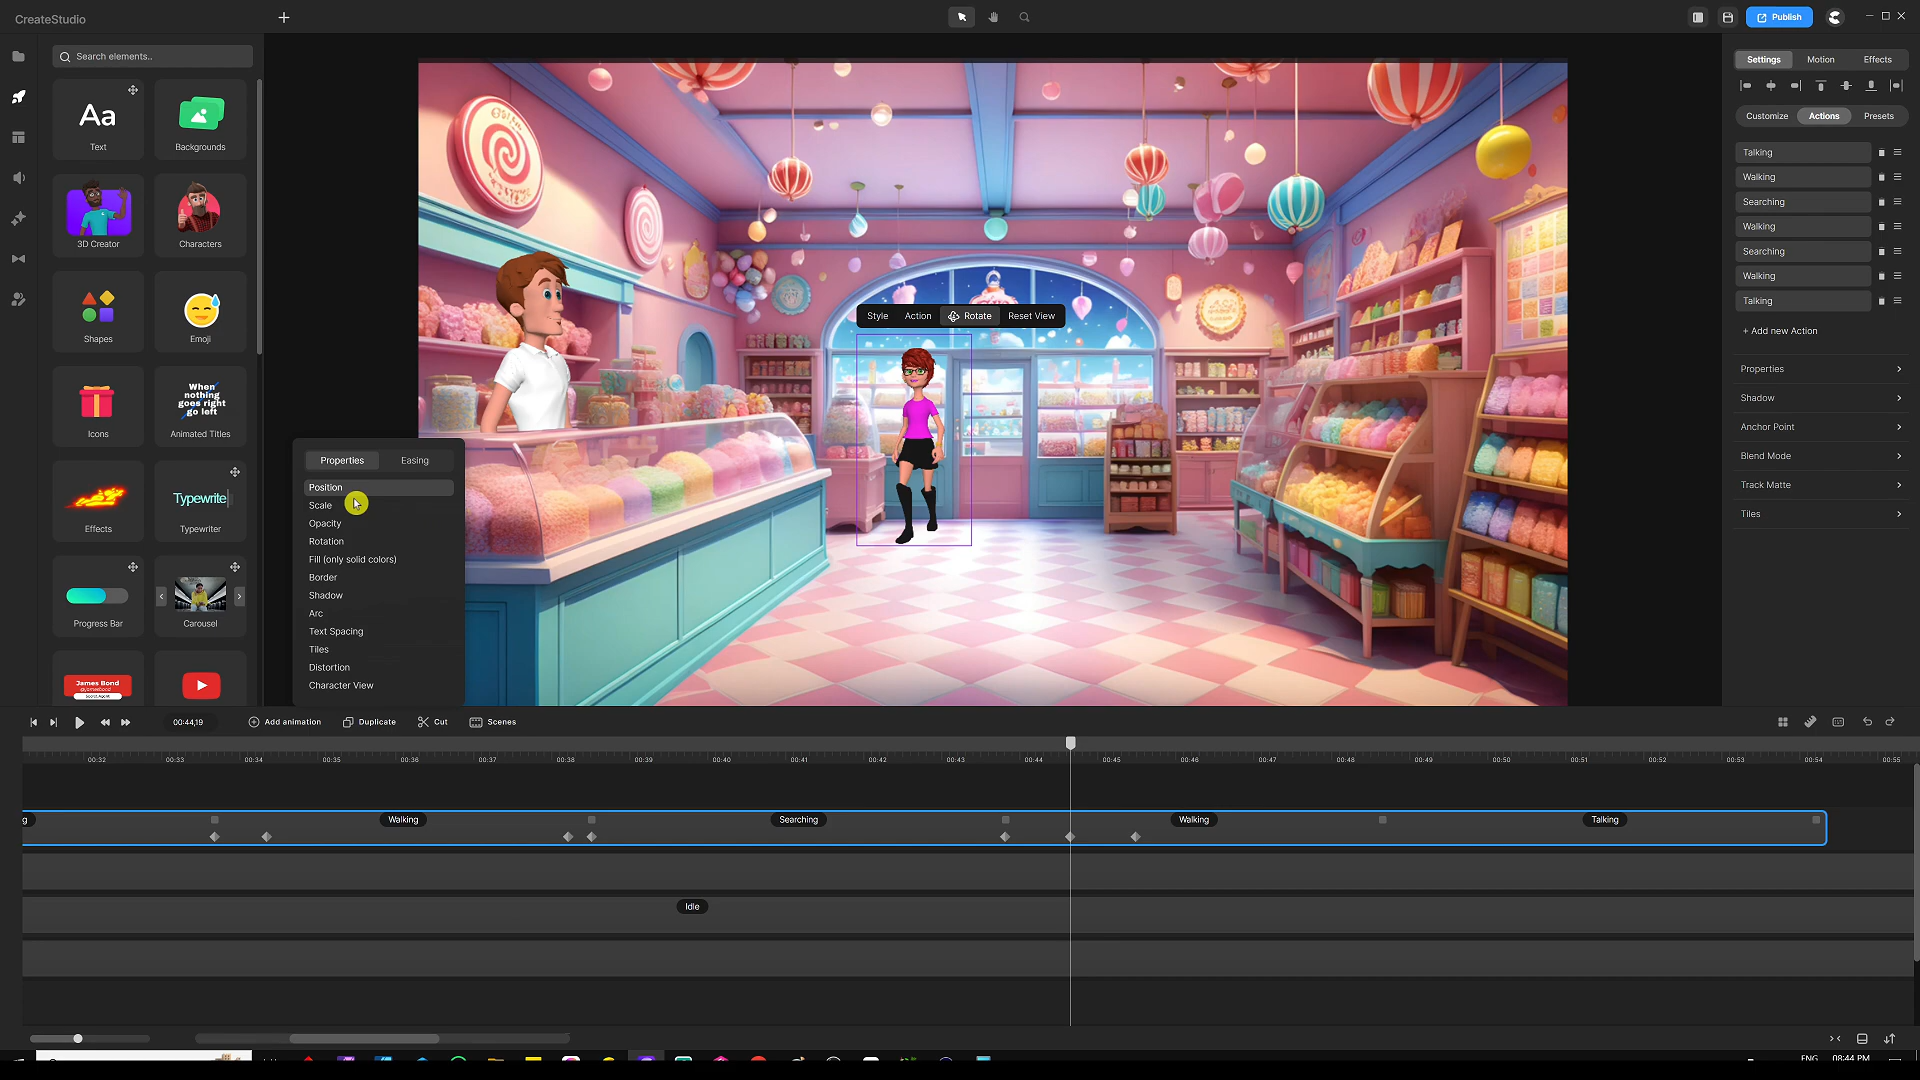 CreateStudio
Publish
Search elements..
Settings
Motion
Effects
Customize
Actions
Presets
Aa
Text
Backgrounds
3D Creator
Characters
Shapes
Emoji
When
nothing
goes right
go left
Icons
Animated Titles
Typewrite
Effects
Typewriter
Progress Bar
Carousel
James Bond
Talking
Walking
Searching
Walking
Searching
Walking
Talking
+ Add new Action
Properties
Shadow
Anchor Point
Blend Mode
Track Matte
Tiles
Style
Action
Rotate
Reset View
Properties
Easing
Position
Scale
Opacity
Rotation
Fill (only solid colors)
Border
Shadow
Arc
Text Spacing
Tiles
Distortion
Character View
00:44,19
Add animation
Duplicate
Cut
Scenes
00:32 00:33 00:34 00:35 00:36 00:37 00:38 00:39 00:40 00:41 00:42 00:43 00:44 00:45 00:46 00:47 00:48 00:49 00:50 00:51 00:52 00:53 00:54 00:55
g
Walking
Searching
Walking
Talking
Idle
ENG
08:44 PM